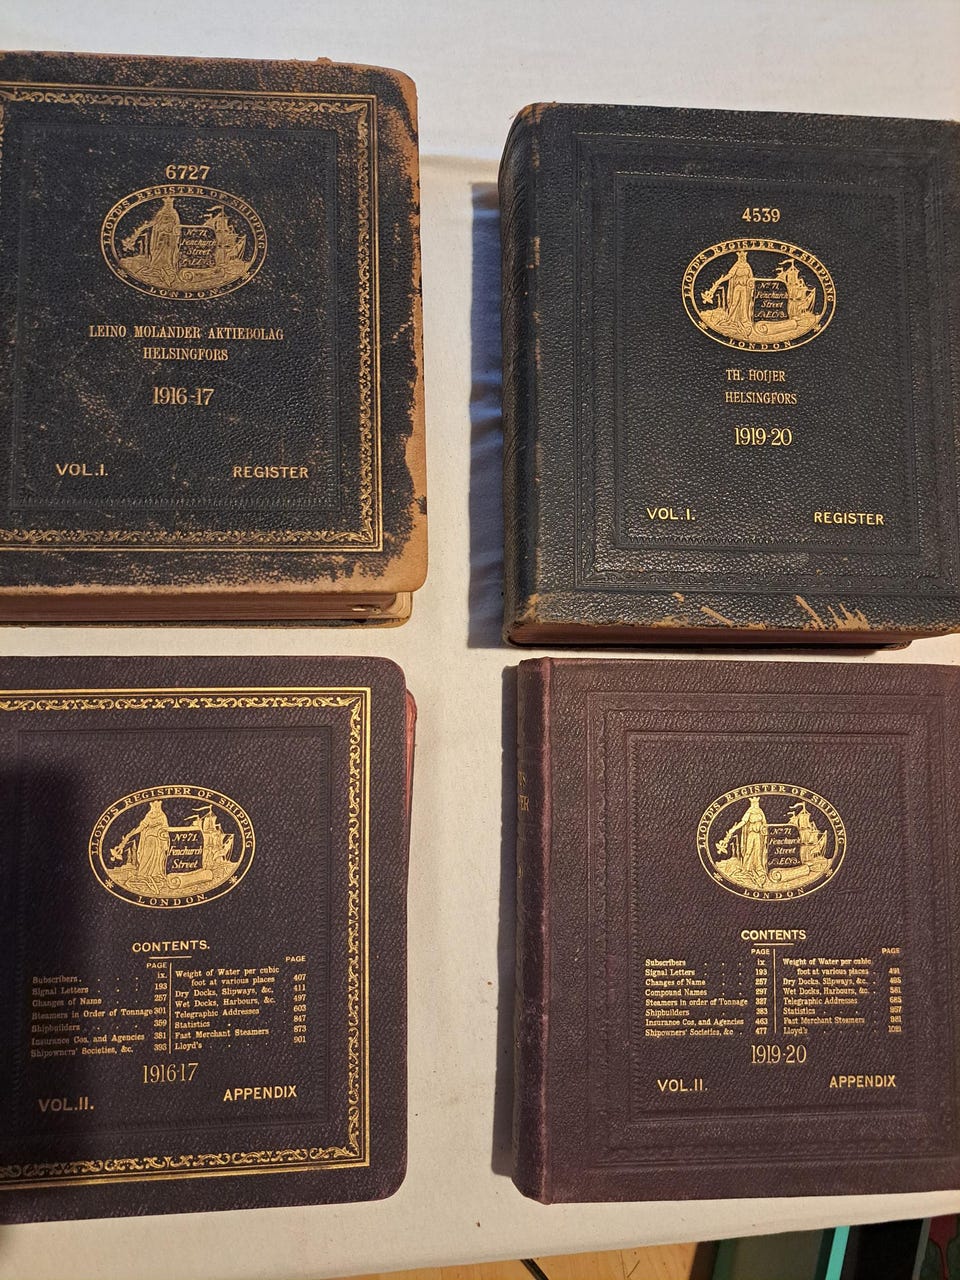 6727
LLOYD'S REGISTER OF SHIPPING
No. 71,
Fenchurch
Street
LONDON
LEINO MOLANDER AKTIEBOLAG
HELSINGFORS
1916-17
VOL.I.
REGISTER
4539
LLOYD'S REGISTER OF SHIPPING
No. 71,
Fenchurch
Street
LONDON
TH. HOIJER
HELSINGFORS
1919-20
VOL.I.
REGISTER
LLOYD'S REGISTER OF SHIPPING
No 71.
Fenchurch
Street
LONDON
CONTENTS.
PAGE
Subscribers . ix.
Signal Letters 193
Changes of Name 257
Steamers in Order of Tonnage 301
Shipbuilders 359
Insurance Cos. and Agencies 381
Shipowners' Societies, &c. 393
PAGE
Weight of Water per cubic
foot at various places 407
Dry Docks, Slipways, &c. 411
Wet Docks, Harbours, &c. 497
Telegraphic Addresses 603
Statistics 847
Fast Merchant Steamers 873
Lloyd's 901
1916-17
VOL.II.
APPENDIX
LLOYD'S REGISTER OF SHIPPING
No. 71,
Fenchurch
Street
LONDON
CONTENTS
PAGE
Subscribers ix.
Signal Letters 193
Changes of Name 257
Compound Names 297
Steamers in order of Tonnage 327
Shipbuilders 383
Insurance Cos. and Agencies 463
Shipowners' Societies, &c 477
PAGE
Weight of Water per cubic
foot at various places 491
Dry Docks, Slipways, &c. 495
Wet Docks, Harbours, &c. 581
Telegraphic Addresses 685
Statistics 957
Fast Merchant Steamers
Lloyd's
1919-20
VOL.II.
APPENDIX